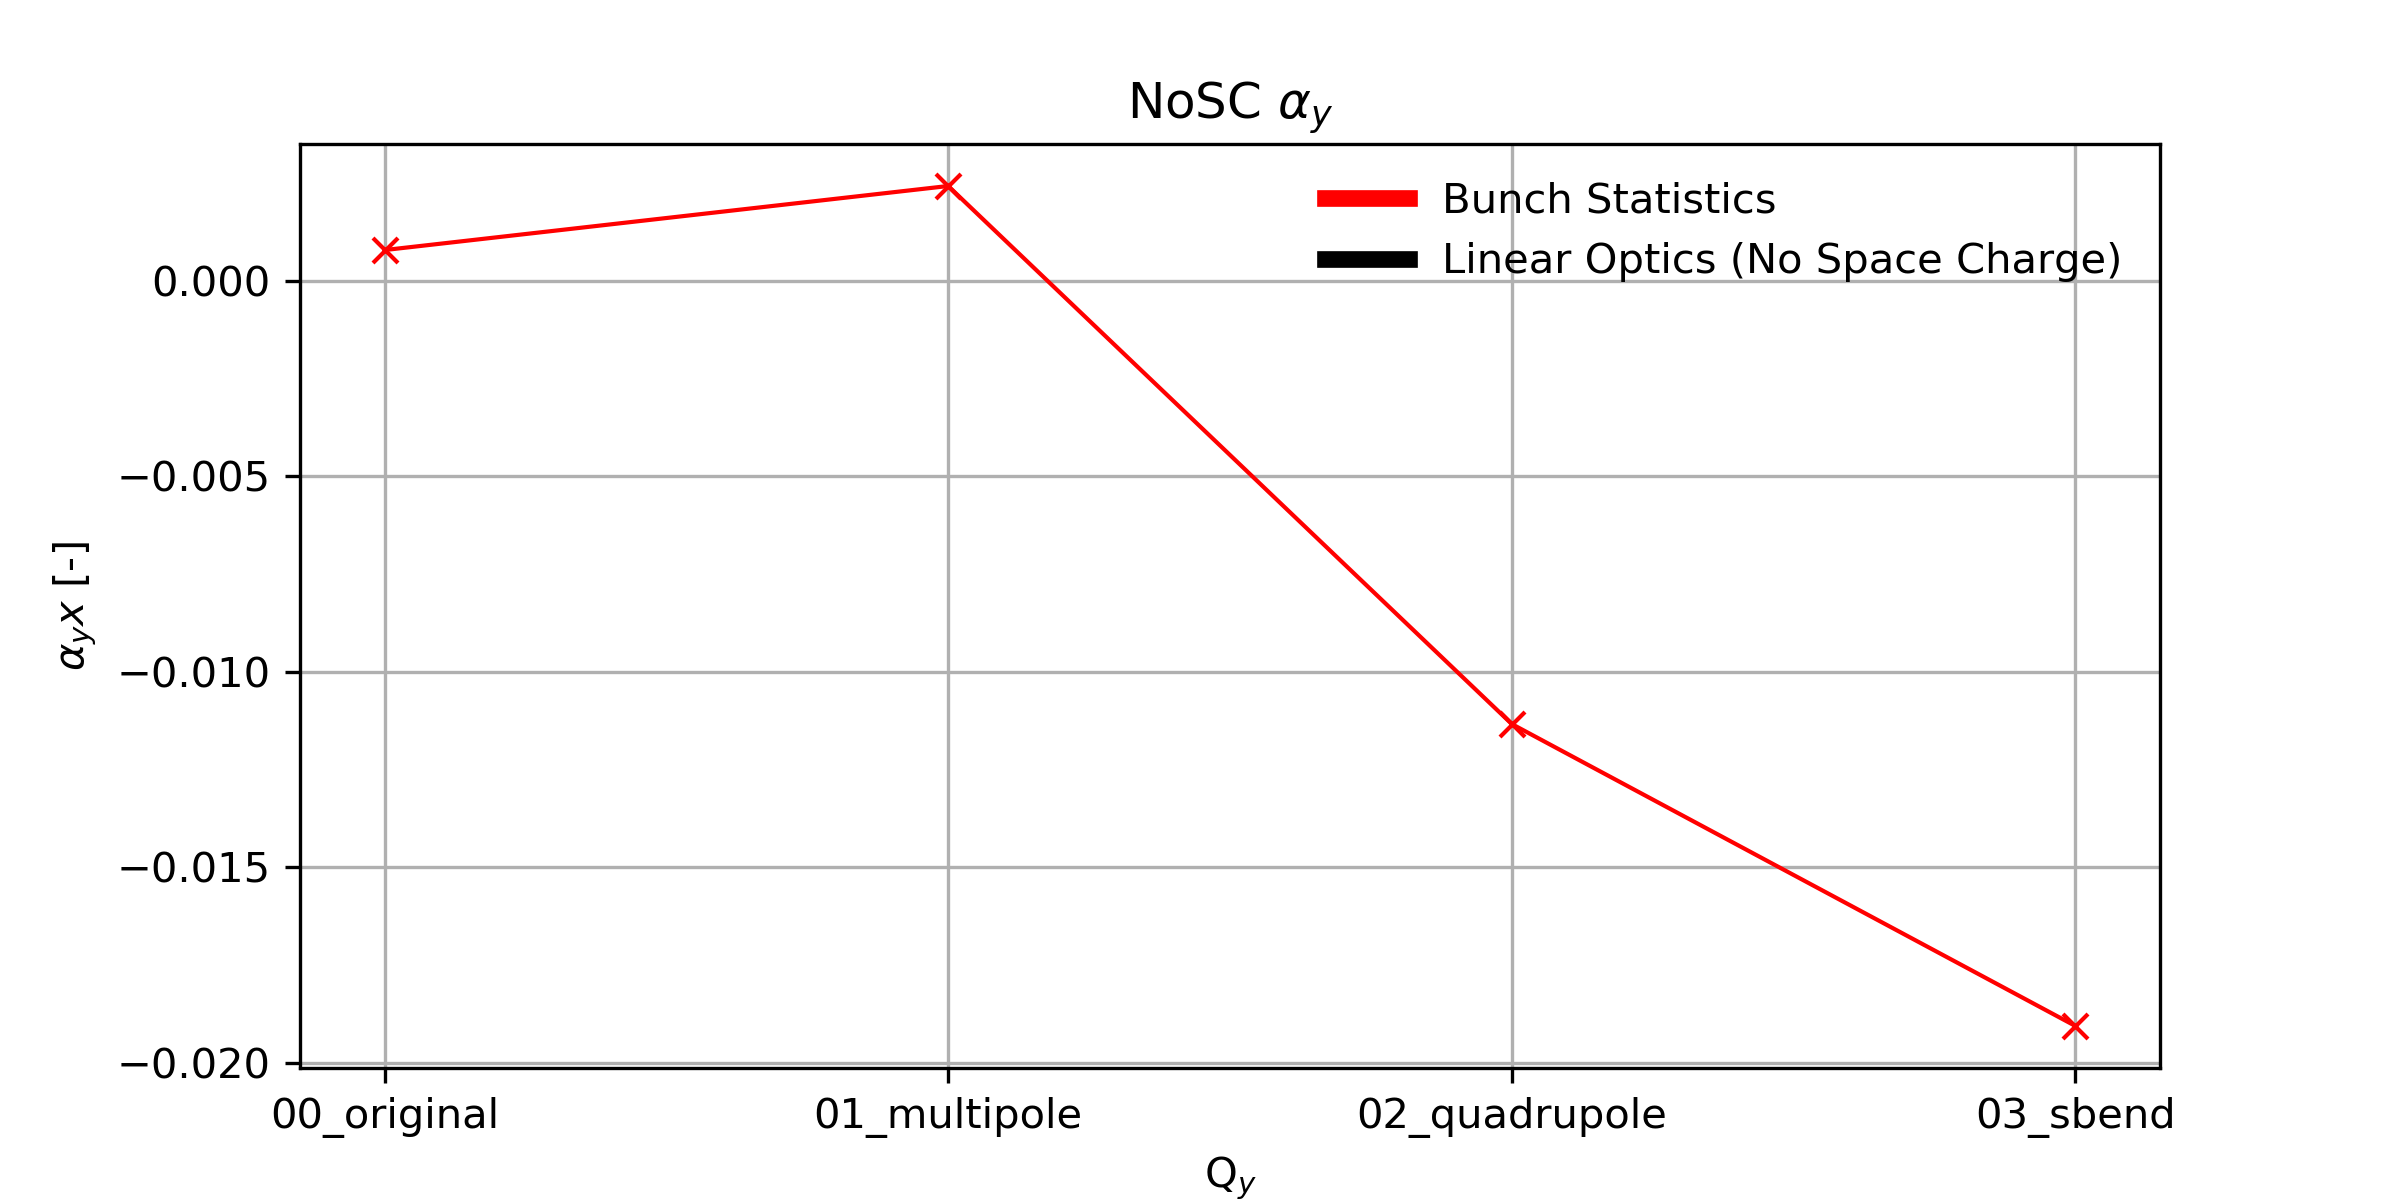 NoSC αy
Bunch Statistics
Linear Optics (No Space Charge)
αyx [-]
0.000
−0.005
−0.010
−0.015
−0.020
00_original
01_multipole
02_quadrupole
03_sbend
Qy